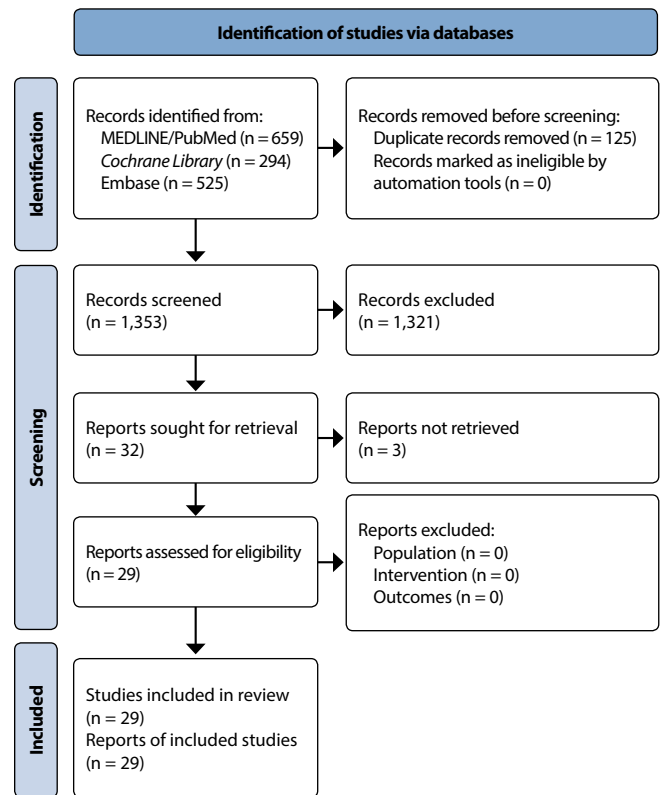 Identification of studies via databases
Identification
Records identified from:
MEDLINE/PubMed (n = 659)
Cochrane Library (n = 294)
Embase (n = 525)
Records removed before screening:
Duplicate records removed (n = 125)
Records marked as ineligible by
automation tools (n = 0)
Screening
Records screened
(n = 1,353)
Records excluded
(n = 1,321)
Reports sought for retrieval
(n = 32)
Reports not retrieved
(n = 3)
Reports assessed for eligibility
(n = 29)
Reports excluded:
Population (n = 0)
Intervention (n = 0)
Outcomes (n = 0)
Included
Studies included in review
(n = 29)
Reports of included studies
(n = 29)